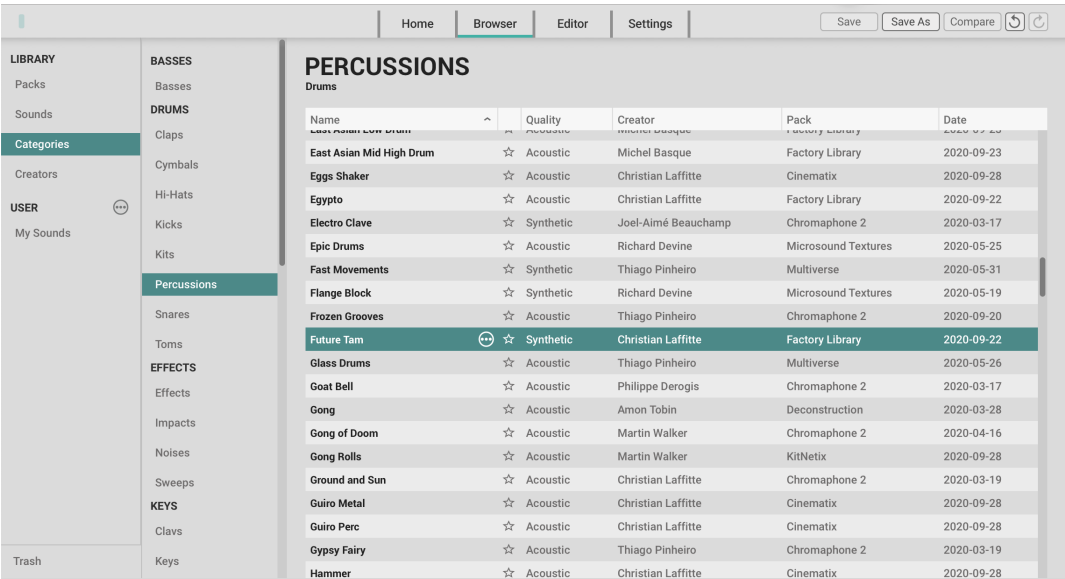 Home Browser Editor Settings Save Save As Compare
LIBRARY
Packs
Sounds
Categories
Creators
USER
My Sounds
Trash
BASSES
Basses
DRUMS
Claps
Cymbals
Hi-Hats
Kicks
Kits
Percussions
Snares
Toms
EFFECTS
Effects
Impacts
Noises
Sweeps
KEYS
Clavs
Keys
PERCUSSIONS
Drums
Name Quality Creator Pack Date
East Asian Low Drum Acoustic Michel Basque Factory Library 2020-09-23
East Asian Mid High Drum Acoustic Michel Basque Factory Library 2020-09-23
Eggs Shaker Acoustic Christian Laffitte Cinematix 2020-09-28
Egypto Acoustic Christian Laffitte Factory Library 2020-09-22
Electro Clave Synthetic Joel-Aimé Beauchamp Chromaphone 2 2020-03-17
Epic Drums Acoustic Richard Devine Microsound Textures 2020-05-25
Fast Movements Synthetic Thiago Pinheiro Multiverse 2020-05-31
Flange Block Synthetic Richard Devine Microsound Textures 2020-05-19
Frozen Grooves Acoustic Thiago Pinheiro Chromaphone 2 2020-09-20
Future Tam Synthetic Christian Laffitte Factory Library 2020-09-22
Glass Drums Acoustic Thiago Pinheiro Multiverse 2020-05-26
Goat Bell Acoustic Philippe Derogis Chromaphone 2 2020-03-17
Gong Acoustic Amon Tobin Deconstruction 2020-03-28
Gong of Doom Acoustic Martin Walker Chromaphone 2 2020-04-16
Gong Rolls Acoustic Martin Walker KitNetix 2020-09-28
Ground and Sun Acoustic Christian Laffitte Chromaphone 2 2020-03-19
Guiro Metal Acoustic Christian Laffitte Cinematix 2020-09-28
Guiro Perc Acoustic Christian Laffitte Cinematix 2020-09-28
Gypsy Fairy Acoustic Thiago Pinheiro Chromaphone 2 2020-03-19
Hammer Acoustic Christian Laffitte Cinematix 2020-09-28